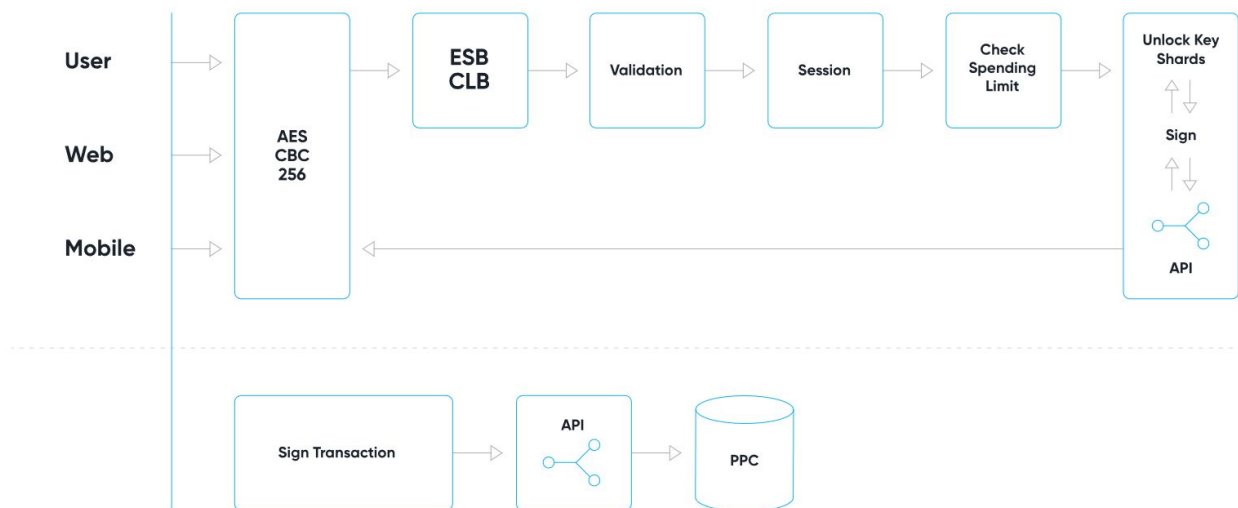 User
Web
Mobile
AES
CBC
256
ESB
CLB
Validation
Session
Check
Spending
Limit
Unlock Key
Shards
Sign
API
Sign Transaction
API
PPC